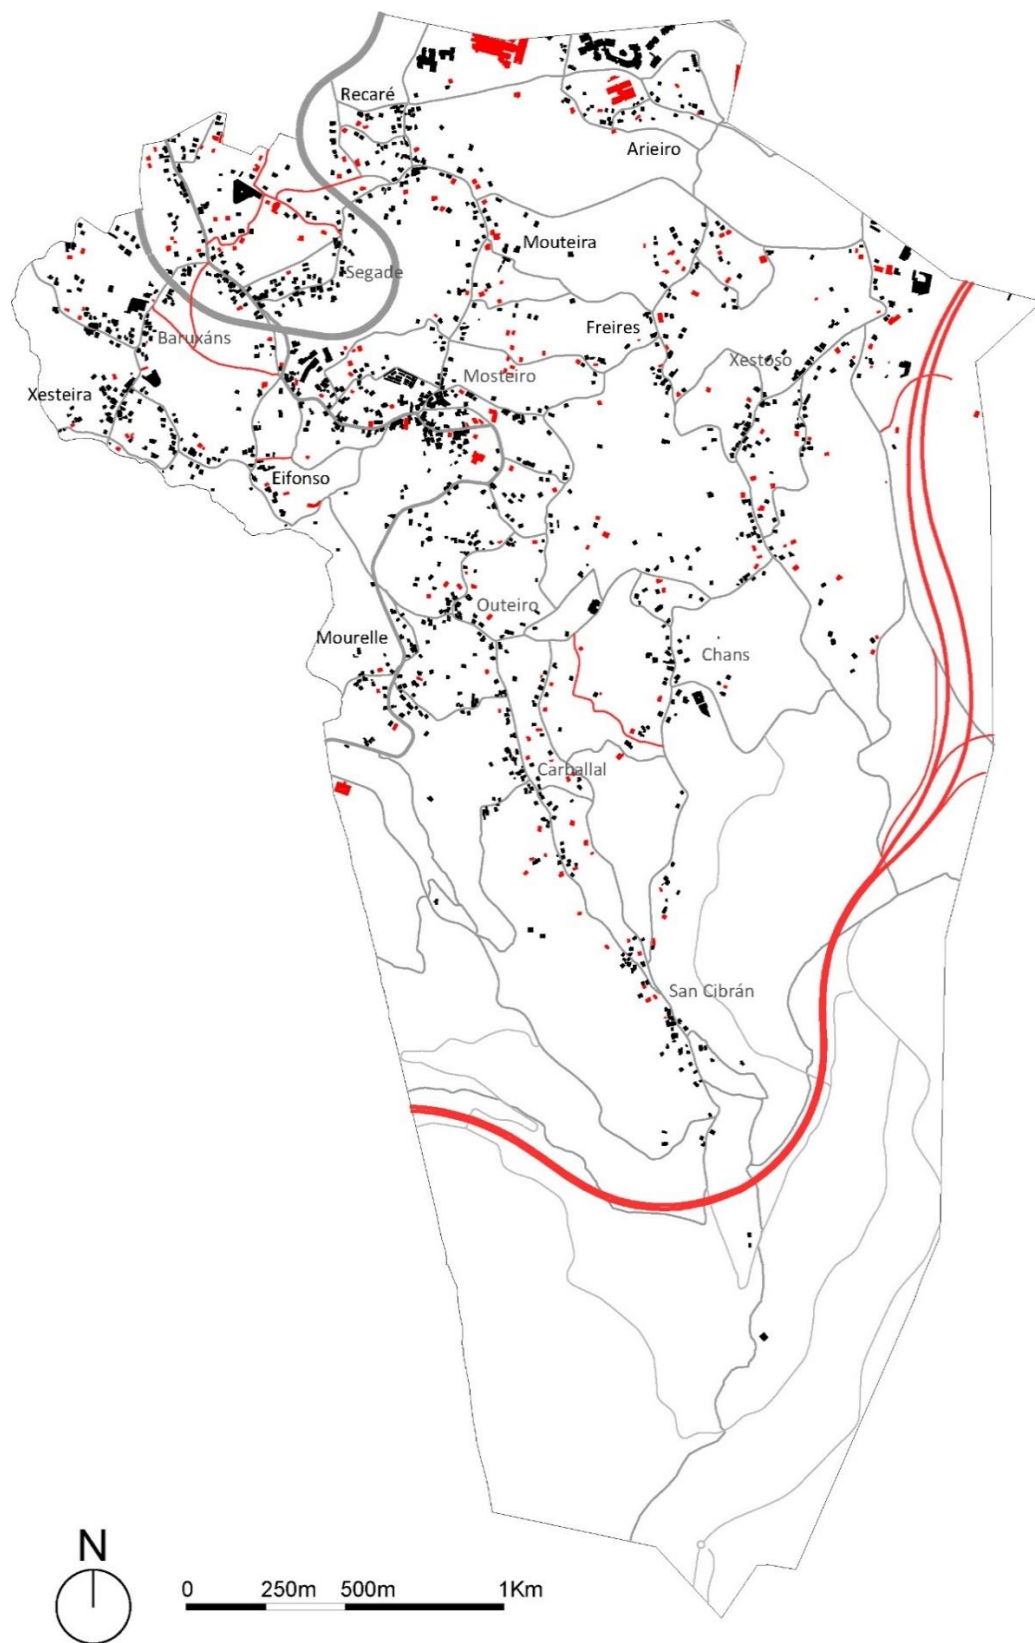 Recaré
Arieiro
Mouteira
Segade
Freires
Baruxáns
Xestoso
Mosteiro
Xesteira
Eifonso
Outeiro
Mourelle
Chans
Carballal
San Cibrán
N
0 250m 500m 1Km